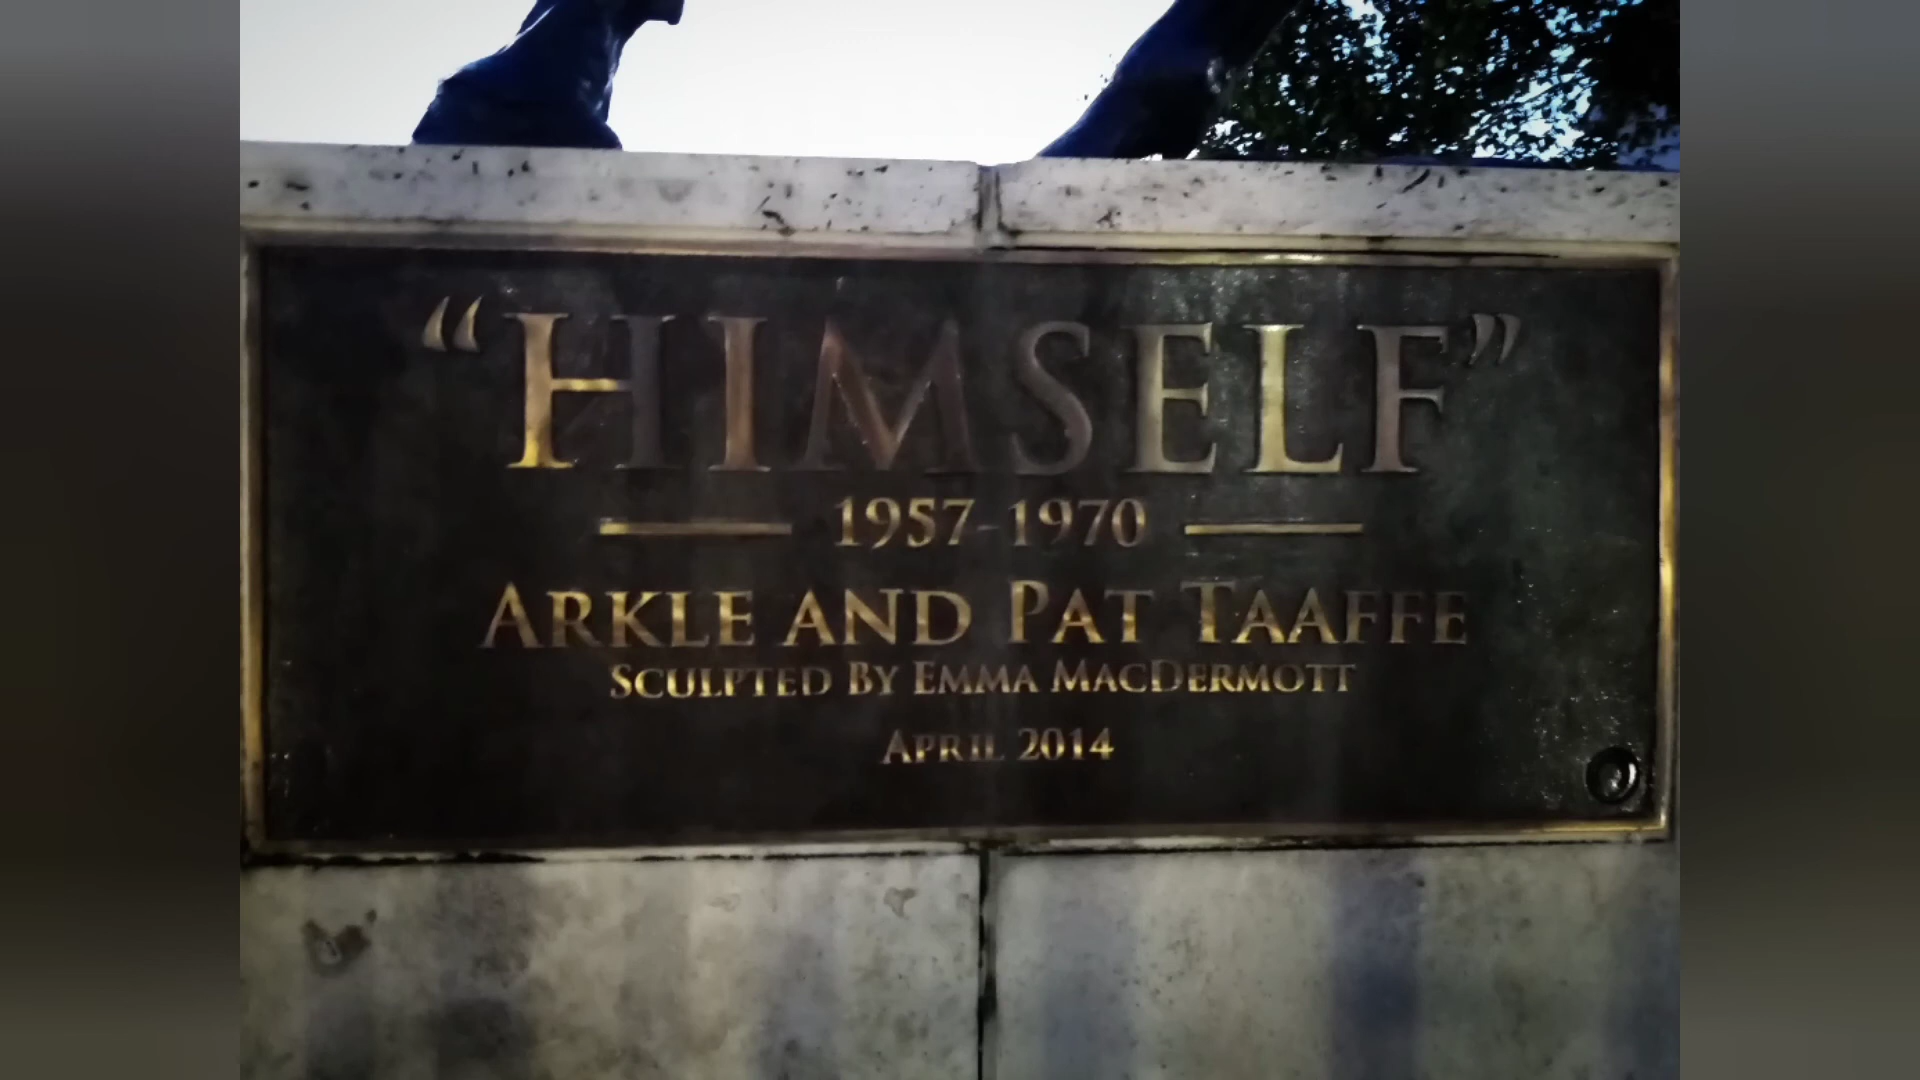 “HIMSELF”
1957-1970
ARKLE AND PAT TAAFFE
SCULPTED BY EMMA MACDERMOTT
APRIL 2014